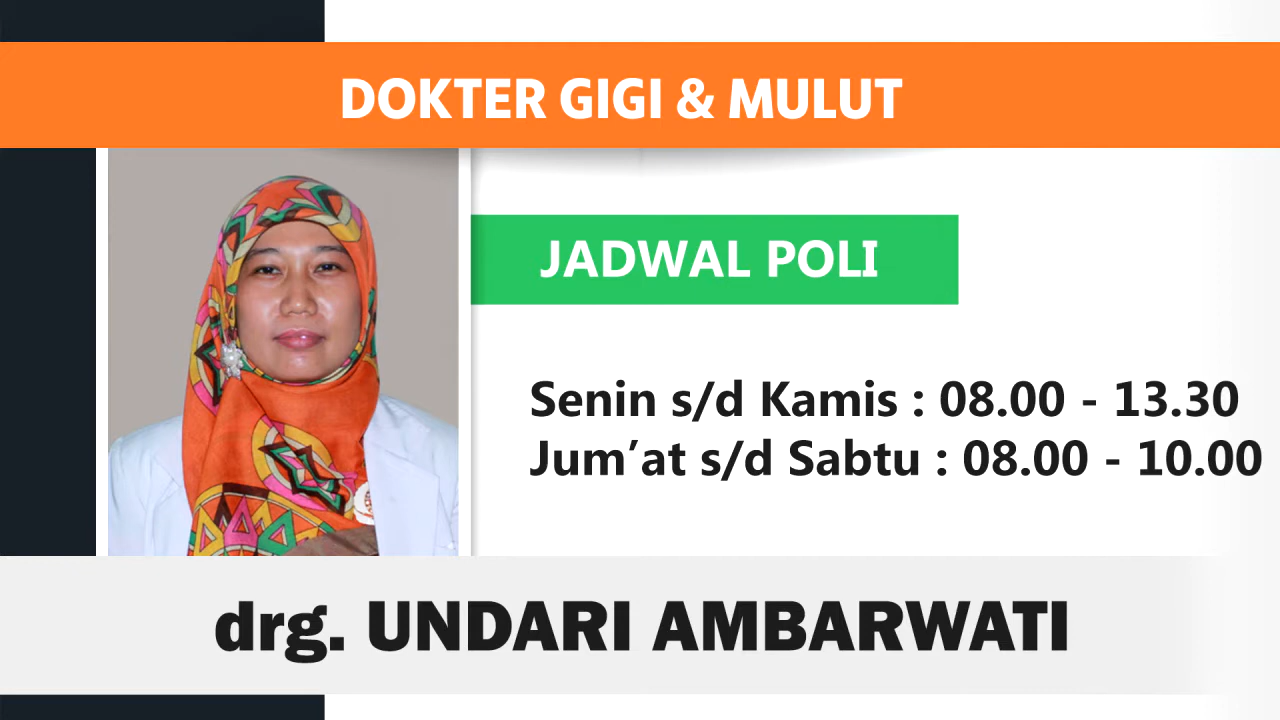 DOKTER GIGI & MULUT
JADWAL POLI
Senin s/d Kamis : 08.00 - 13.30
Jum’at s/d Sabtu : 08.00 - 10.00
drg. UNDARI AMBARWATI